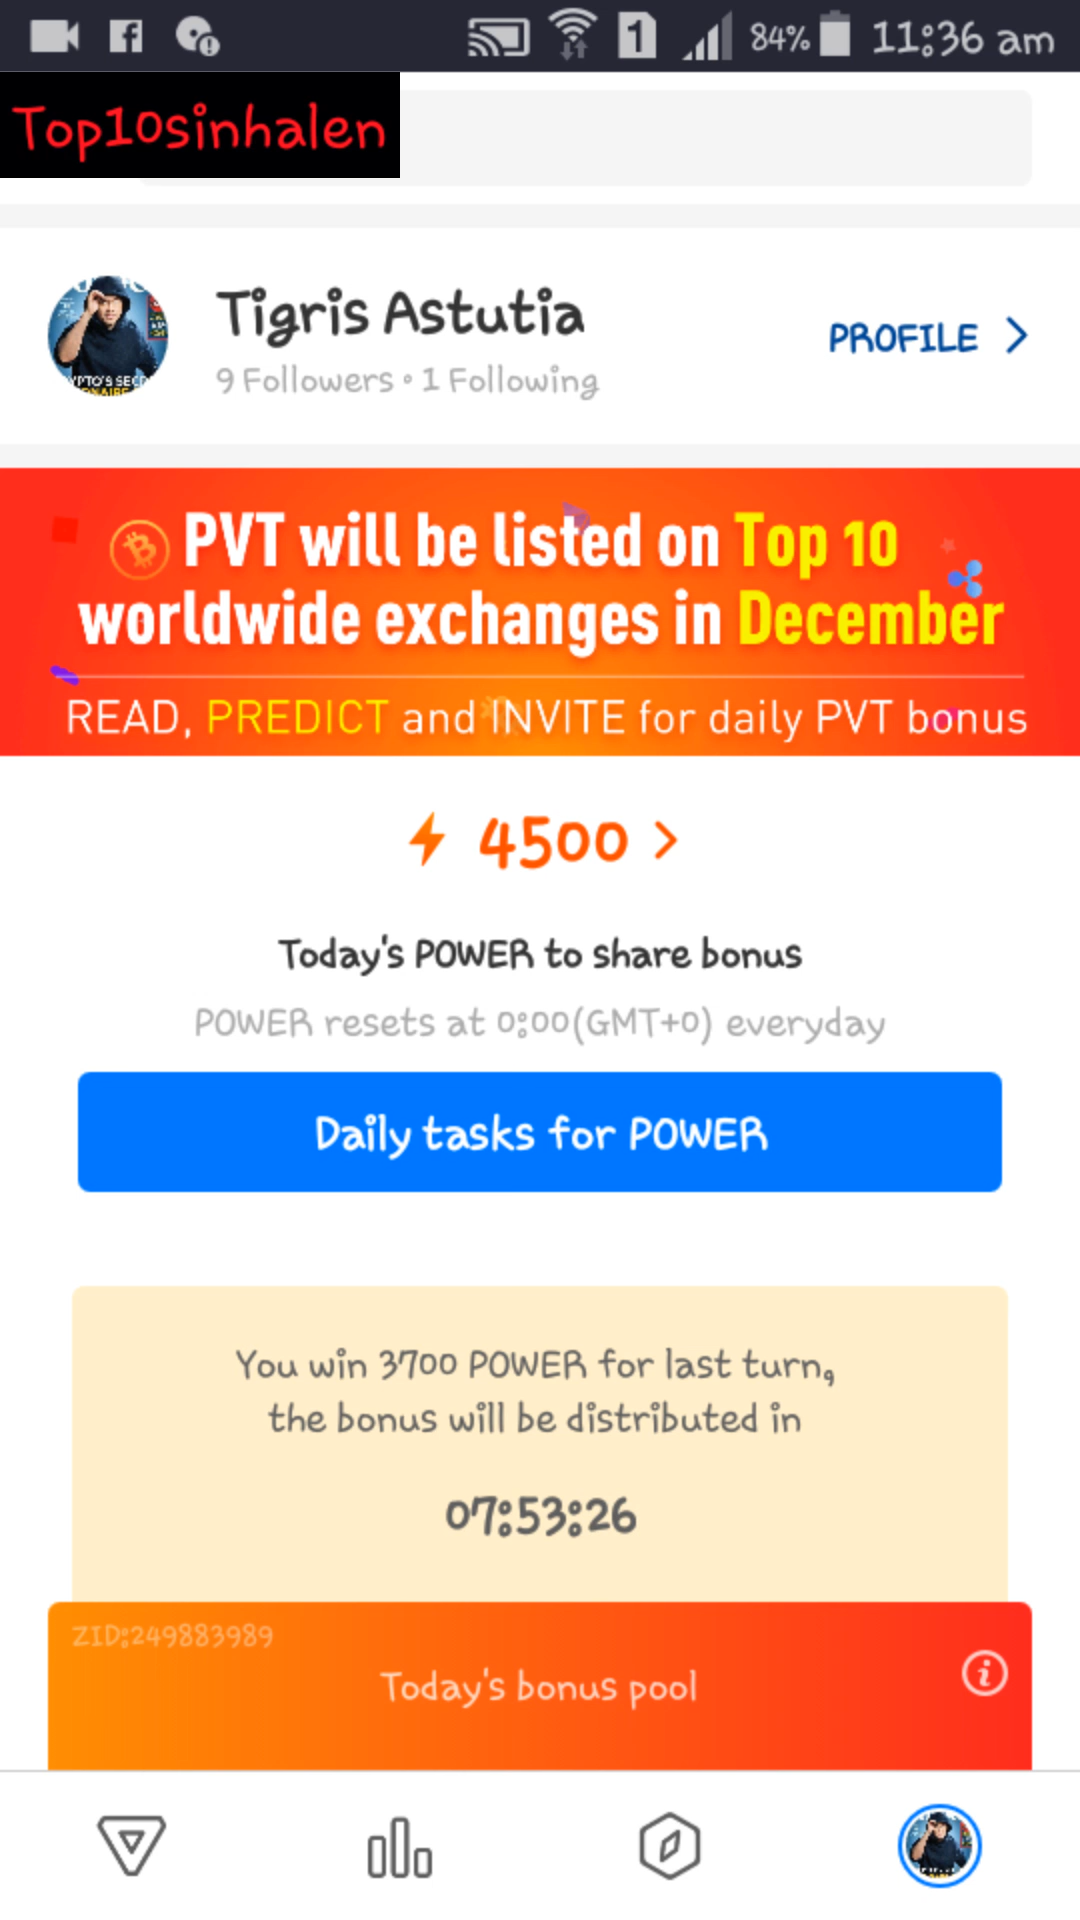 1 84% 11:36 am
Top10sinhalen
Tigris Astutia
9 Followers • 1 Following
PROFILE
PVT will be listed on Top 10
worldwide exchanges in December
READ, PREDICT and INVITE for daily PVT bonus
4500
Today's POWER to share bonus
POWER resets at 0:00(GMT+0) everyday
Daily tasks for POWER
You win 3700 POWER for last turn,
the bonus will be distributed in
07:53:26
ZID:249883989
Today's bonus pool